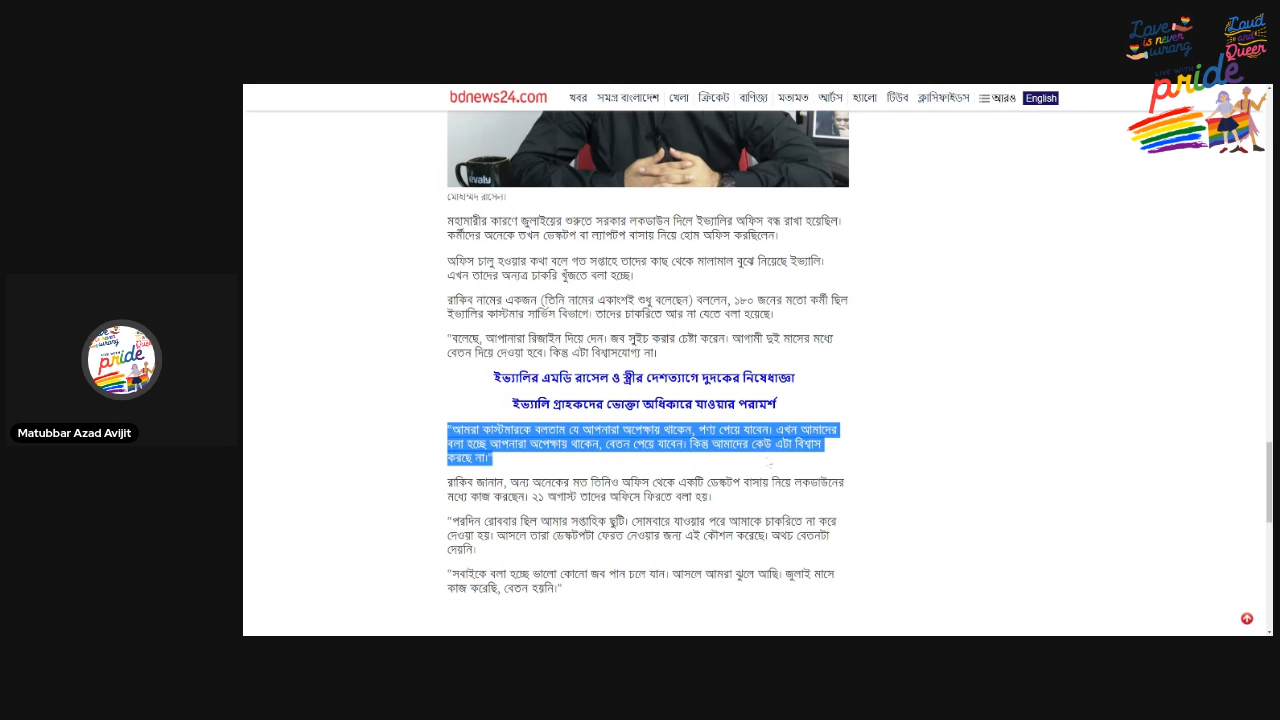 Love is never wrong
Loud and Queer
LIVE WITH
pride
bdnews24.com খবর সমগ্র বাংলাদেশ খেলা ক্রিকেট বাণিজ্য মতামত আর্টস হ্যালো টিউব ক্লাসিফাইডস আরও English
evaly
মোহাম্মদ রাসেল।
মহামারীর কারণে জুলাইয়ের শুরুতে সরকার লকডাউন দিলে ইভ্যালির অফিস বন্ধ রাখা হয়েছিল।
কর্মীদের অনেকে তখন ডেস্কটপ বা ল্যাপটপ বাসায় নিয়ে হোম অফিস করছিলেন।
অফিস চালু হওয়ার কথা বলে গত সপ্তাহে তাদের কাছ থেকে মালামাল বুঝে নিয়েছে ইভ্যালি।
এখন তাদের অন্যত্র চাকরি খুঁজতে বলা হচ্ছে।
রাকিব নামের একজন (তিনি নামের একাংশই শুধু বলেছেন) বললেন, ১৮০ জনের মতো কর্মী ছিল
ইভ্যালির কাস্টমার সার্ভিস বিভাগে। তাদের চাকরিতে আর না যেতে বলা হয়েছে।
“বলেছে, আপানারা রিজাইন দিয়ে দেন। জব সুইচ করার চেষ্টা করেন। আগামী দুই মাসের মধ্যে
বেতন দিয়ে দেওয়া হবে। কিন্তু এটা বিশ্বাসযোগ্য না।
ইভ্যালির এমডি রাসেল ও স্ত্রীর দেশত্যাগে দুদকের নিষেধাজ্ঞা
ইভ্যালি গ্রাহকদের ভোক্তা অধিকারে যাওয়ার পরামর্শ
“আমরা কাস্টমারকে বলতাম যে আপনারা অপেক্ষায় থাকেন, পণ্য পেয়ে যাবেন। এখন আমাদের
বলা হচ্ছে আপনারা অপেক্ষায় থাকেন, বেতন পেয়ে যাবেন। কিন্তু আমাদের কেউ এটা বিশ্বাস
করছে না।”
রাকিব জানান, অন্য অনেকের মত তিনিও অফিস থেকে একটি ডেস্কটপ বাসায় নিয়ে লকডাউনের
মধ্যে কাজ করছেন। ২১ অগাস্ট তাদের অফিসে ফিরতে বলা হয়।
“পরদিন রোববার ছিল আমার সপ্তাহিক ছুটি। সোমবারে যাওয়ার পরে আমাকে চাকরিতে না করে
দেওয়া হয়। আসলে তারা ডেস্কটপটা ফেরত নেওয়ার জন্য এই কৌশল করেছে। অথচ বেতনটা
দেয়নি।
“সবাইকে বলা হচ্ছে ভালো কোনো জব পান চলে যান। আসলে আমরা ঝুলে আছি। জুলাই মাসে
কাজ করেছি, বেতন হয়নি।”
Matubbar Azad Avijit